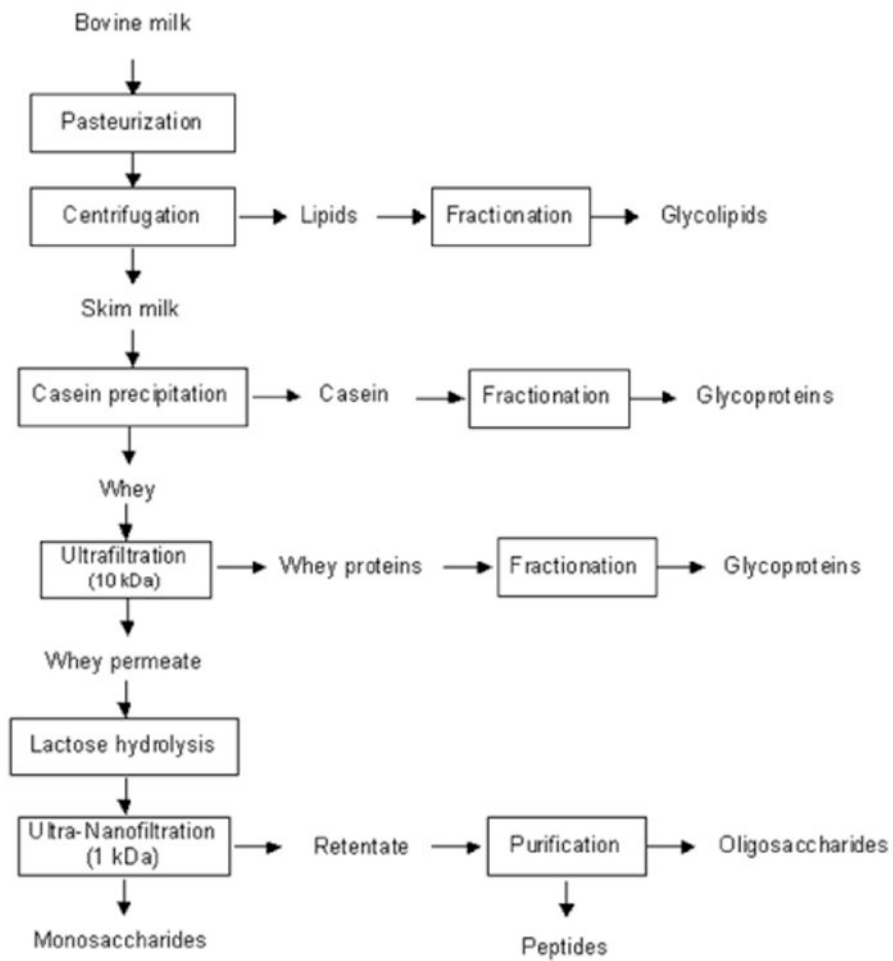 Bovine milk
Pasteurization
Centrifugation
Lipids
Fractionation
Glycolipids
Skim milk
Casein precipitation
Casein
Fractionation
Glycoproteins
Whey
Ultrafiltration
(10 kDa)
Whey proteins
Fractionation
Glycoproteins
Whey permeate
Lactose hydrolysis
Ultra-Nanofiltration
(1 kDa)
Retentate
Purification
Oligosaccharides
Monosaccharides
Peptides